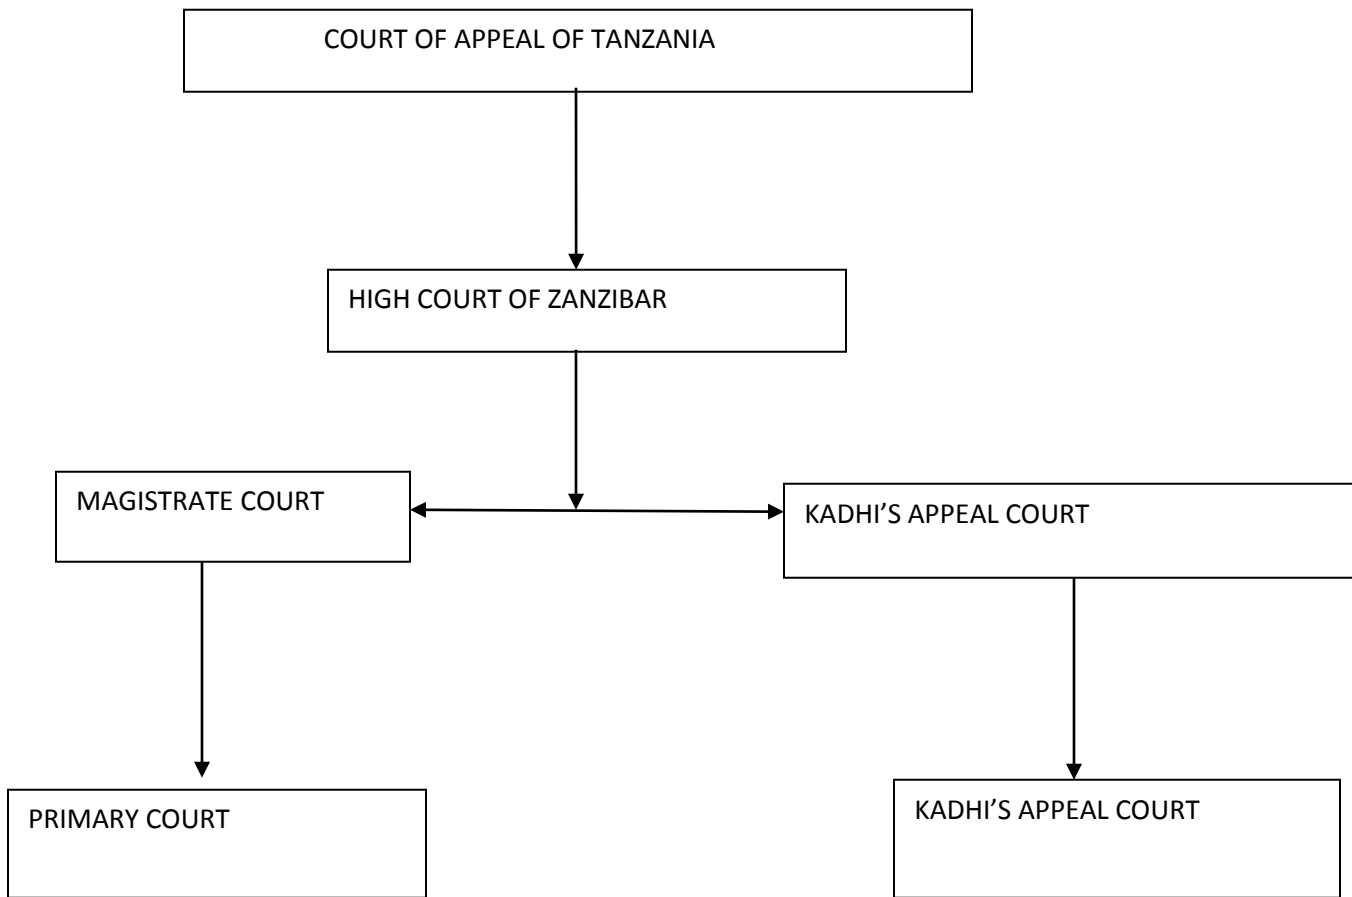 COURT OF APPEAL OF TANZANIA
HIGH COURT OF ZANZIBAR
MAGISTRATE COURT
KADHI’S APPEAL COURT
PRIMARY COURT
KADHI’S APPEAL COURT